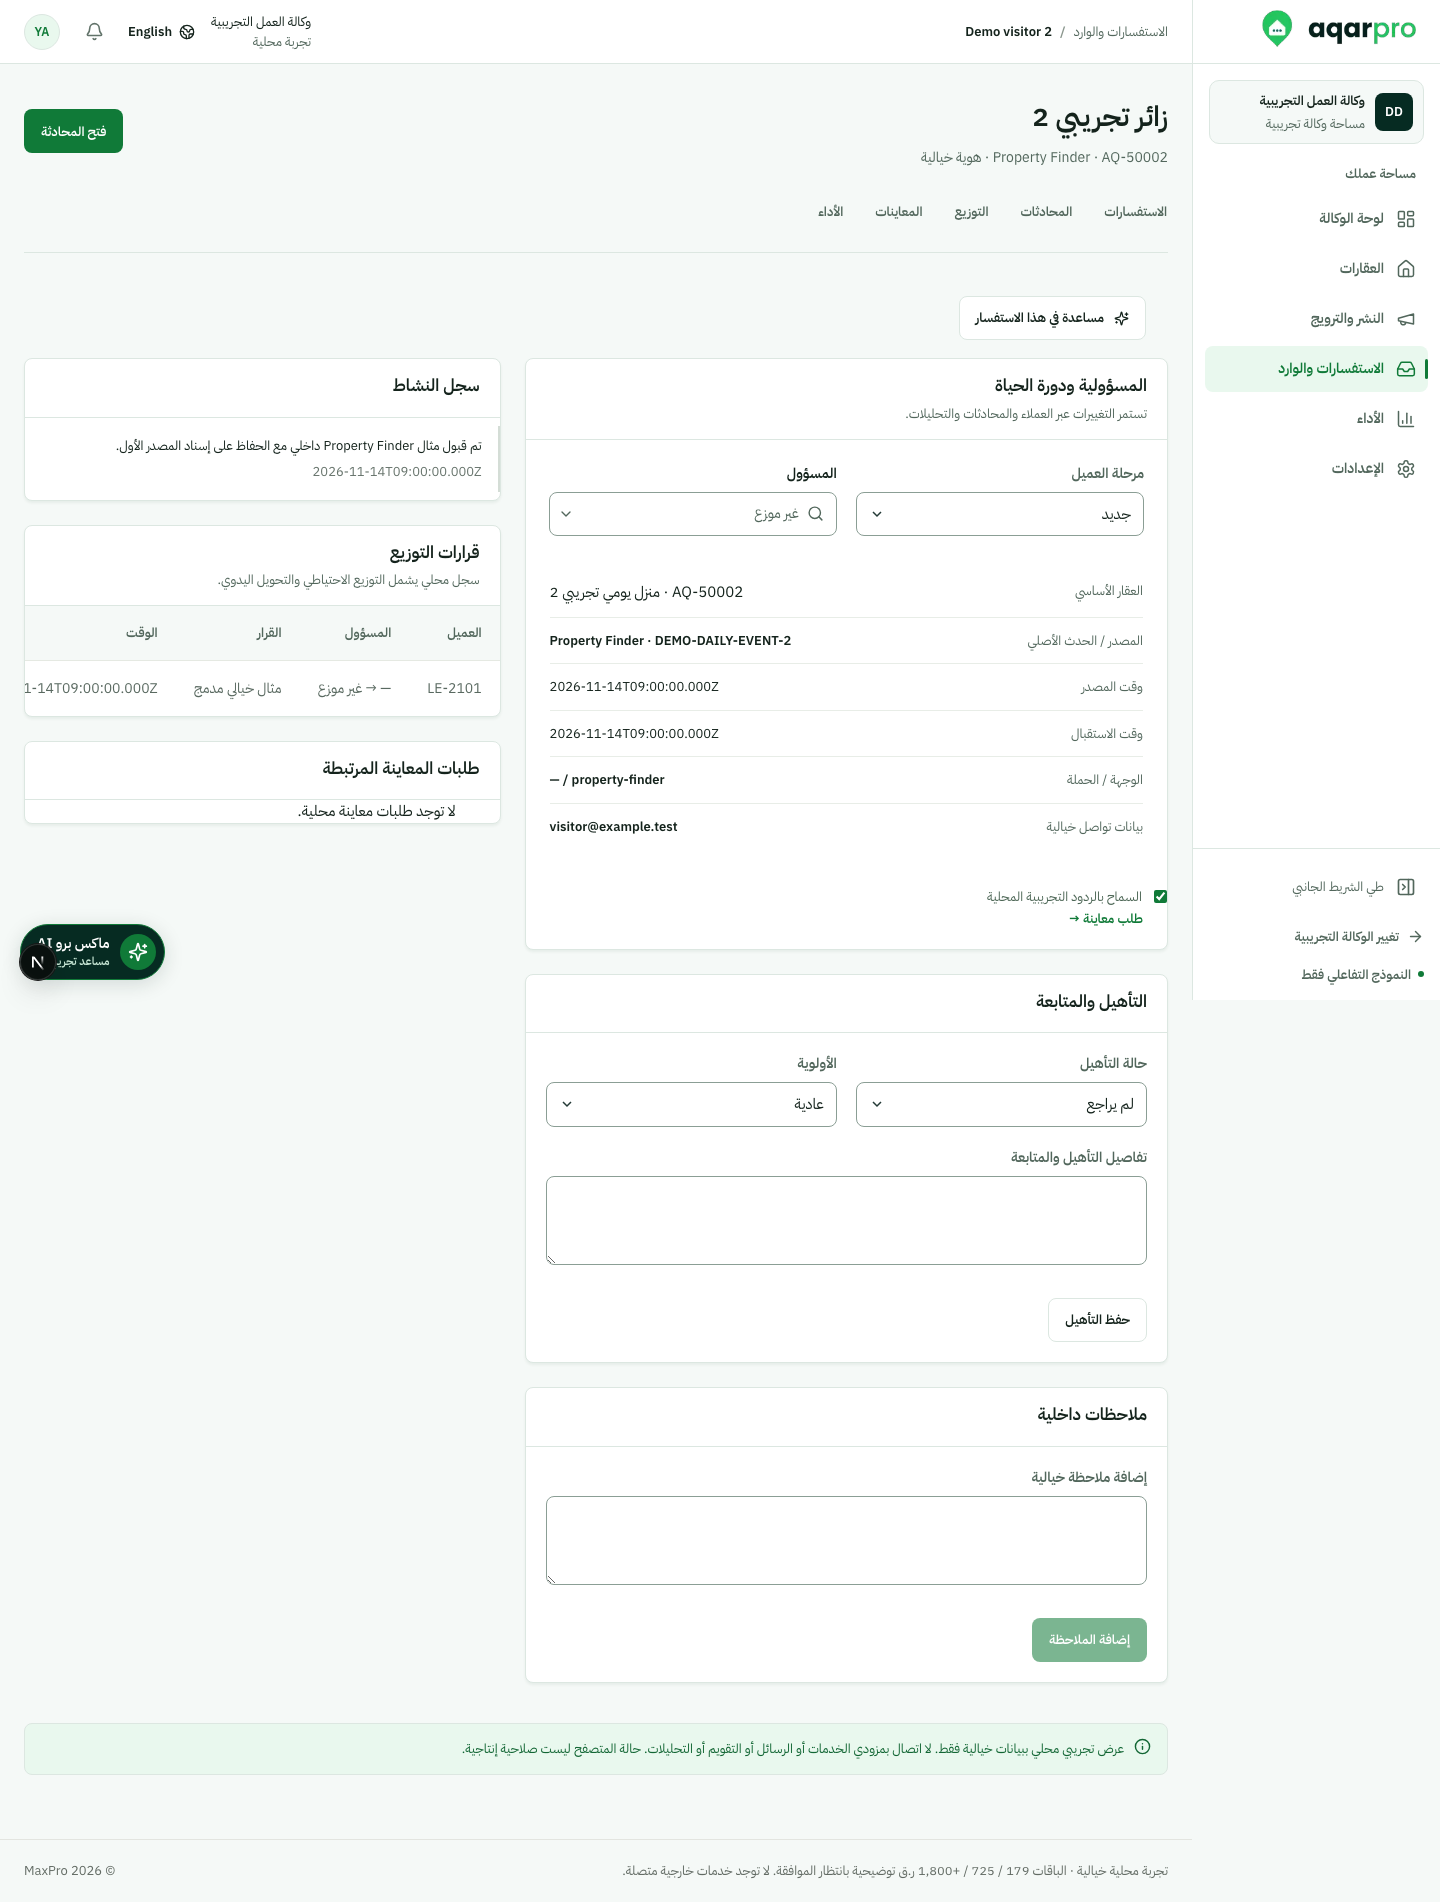 aqarpro
الاستفسارات والوارد / Demo visitor 2
وكالة العمل التجريبية
تجربة محلية
English
YA
DD
وكالة العمل التجريبية
مساحة وكالة تجريبية
مساحة عملك
لوحة الوكالة
العقارات
النشر والترويج
الاستفسارات والوارد
الأداء
الإعدادات
طي الشريط الجانبي
تغيير الوكالة التجريبية
النموذج التفاعلي فقط
زائر تجريبي 2
Property Finder · AQ-50002 · هوية خيالية
فتح المحادثة
الاستفسارات
المحادثات
التوزيع
المعاينات
الأداء
مساعدة في هذا الاستفسار
المسؤولية ودورة الحياة
تستمر التغييرات عبر العملاء والمحادثات والتحليلات.
مرحلة العميل
المسؤول
جديد
غير موزع
العقار الأساسي
AQ-50002 · منزل يومي تجريبي 2
المصدر / الحدث الأصلي
Property Finder · DEMO-DAILY-EVENT-2
وقت المصدر
2026-11-14T09:00:00.000Z
وقت الاستقبال
2026-11-14T09:00:00.000Z
الوجهة / الحملة
— / property-finder
بيانات تواصل خيالية
visitor@example.test
السماح بالردود التجريبية المحلية
طلب معاينة →
التأهيل والمتابعة
حالة التأهيل
الأولوية
لم يراجع
عادية
تفاصيل التأهيل والمتابعة
حفظ التأهيل
ملاحظات داخلية
إضافة ملاحظة خيالية
إضافة الملاحظة
سجل النشاط
تم قبول مثال Property Finder داخلي مع الحفاظ على إسناد المصدر الأول.
2026-11-14T09:00:00.000Z
قرارات التوزيع
سجل محلي يشمل التوزيع الاحتياطي والتحويل اليدوي.
العميل
المسؤول
القرار
الوقت
LE-2101
— → غير موزع
مثال خيالي مدمج
1-14T09:00:00.000Z
طلبات المعاينة المرتبطة
لا توجد طلبات معاينة محلية.
ماكس برو AI
مساعد
N
عرض تجريبي محلي ببيانات خيالية فقط. لا اتصال بمزودي الخدمات أو الرسائل أو التقويم أو التحليلات. حالة المتصفح ليست صلاحية إنتاجية.
تجربة محلية خيالية · الباقات 179 / 725 / +1,800 ر.ق توضيحية بانتظار الموافقة. لا توجد خدمات خارجية متصلة.
© 2026 MaxPro